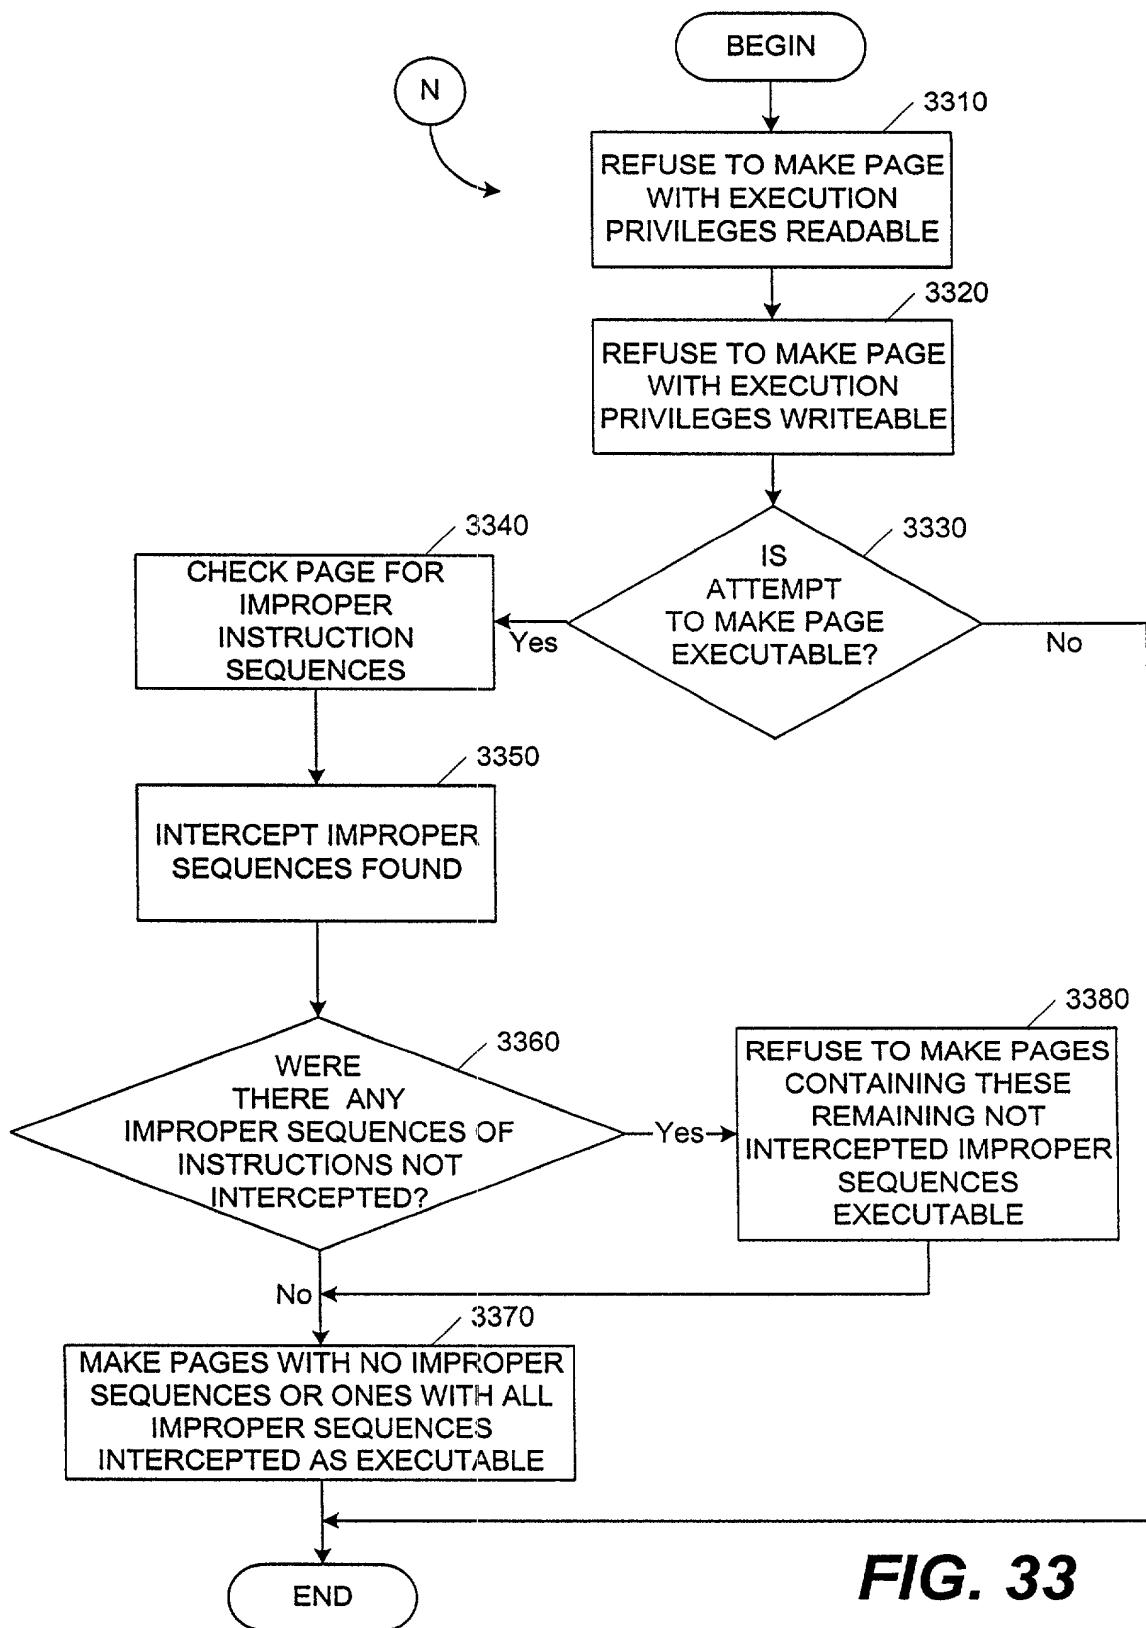 BEGIN
N
3310
REFUSE TO MAKE PAGE
WITH EXECUTION
PRIVILEGES READABLE
3320
REFUSE TO MAKE PAGE
WITH EXECUTION
PRIVILEGES WRITEABLE
3330
IS
ATTEMPT
TO MAKE PAGE
EXECUTABLE?
Yes
No
3340
CHECK PAGE FOR
IMPROPER
INSTRUCTION
SEQUENCES
3350
INTERCEPT IMPROPER
SEQUENCES FOUND
3360
WERE
THERE ANY
IMPROPER SEQUENCES OF
INSTRUCTIONS NOT
INTERCEPTED?
Yes
No
3380
REFUSE TO MAKE PAGES
CONTAINING THESE
REMAINING NOT
INTERCEPTED IMPROPER
SEQUENCES
EXECUTABLE
3370
MAKE PAGES WITH NO IMPROPER
SEQUENCES OR ONES WITH ALL
IMPROPER SEQUENCES
INTERCEPTED AS EXECUTABLE
END
FIG. 33